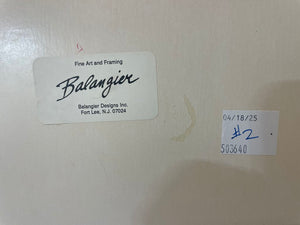 Fine Art and Framing
Balangier
Balangier Designs Inc.
Fort Lee, N.J. 07024
04/18/25
#2
503640